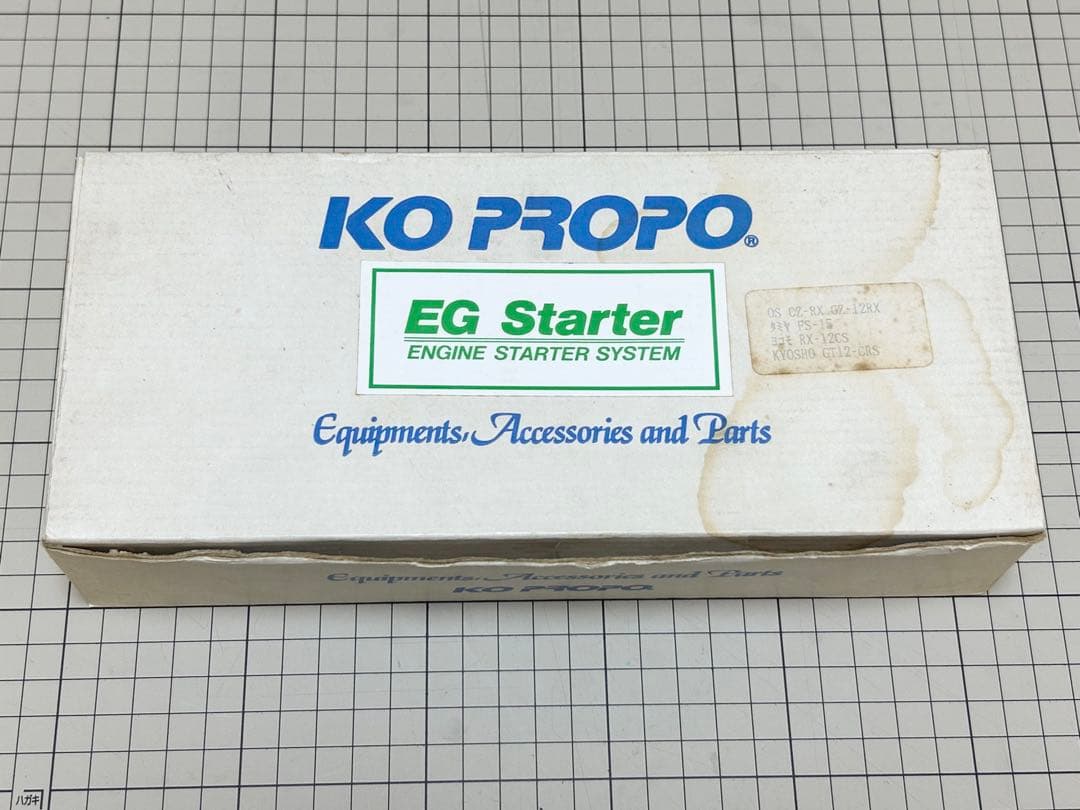 KO PROPO®
EG Starter
ENGINE STARTER SYSTEM
OS CZ-RX GZ-12RX
タミヤ FS-15
ヨコモ RX-12CS
KYOSHO GT12-CRS
Equipments, Accessories and Parts
Equipments, Accessories and Parts
KO PROPO
ハガキ